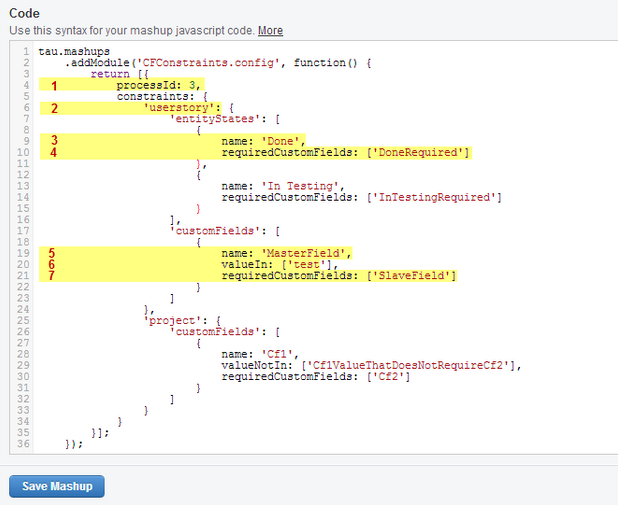 Code
Use this syntax for your mashup javascript code. More
1 tau.mashups
2 .addModule('CFConstraints.config', function() {
3 return [{
4 1 processId: 3,
5 constraints: {
6 2 'userstory': {
7 'entityStates': [
8 {
9 3 name: 'Done',
10 4 requiredCustomFields: ['DoneRequired']
11 },
12 {
13 name: 'In Testing',
14 requiredCustomFields: ['InTestingRequired']
15 }
16 ],
17 'customFields': [
18 {
19 5 name: 'MasterField',
20 6 valueIn: ['test'],
21 7 requiredCustomFields: ['SlaveField']
22 }
23 ]
24 },
25 'project': {
26 'customFields': [
27 {
28 name: 'Cf1',
29 valueNotIn: ['Cf1ValueThatDoesNotRequireCf2'],
30 requiredCustomFields: ['Cf2']
31 }
32 ]
33 }
34 }
35 }];
36 });
Save Mashup